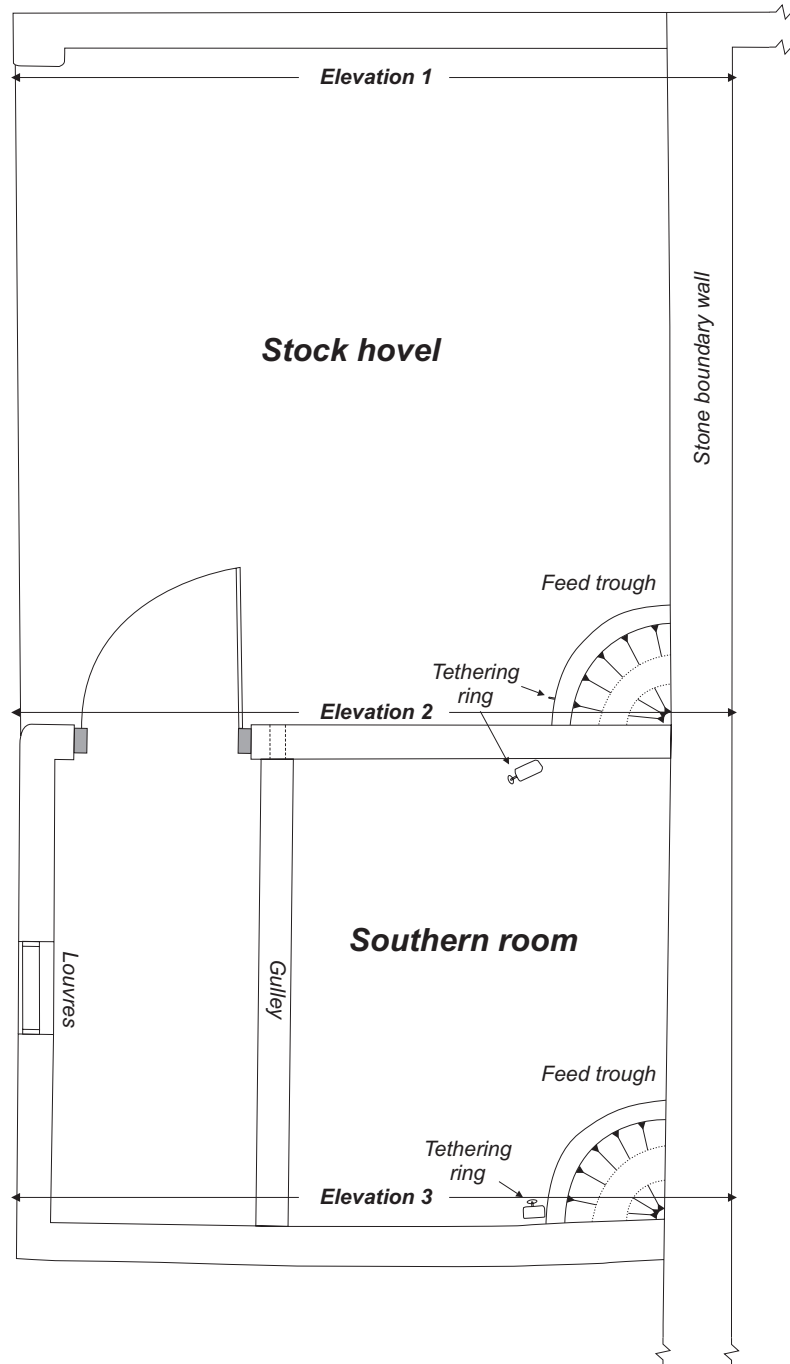 Elevation 1
Stock hovel
Stone boundary wall
Feed trough
Tethering
ring
Elevation 2
Southern room
Louvres
Gulley
Feed trough
Tethering
ring
Elevation 3